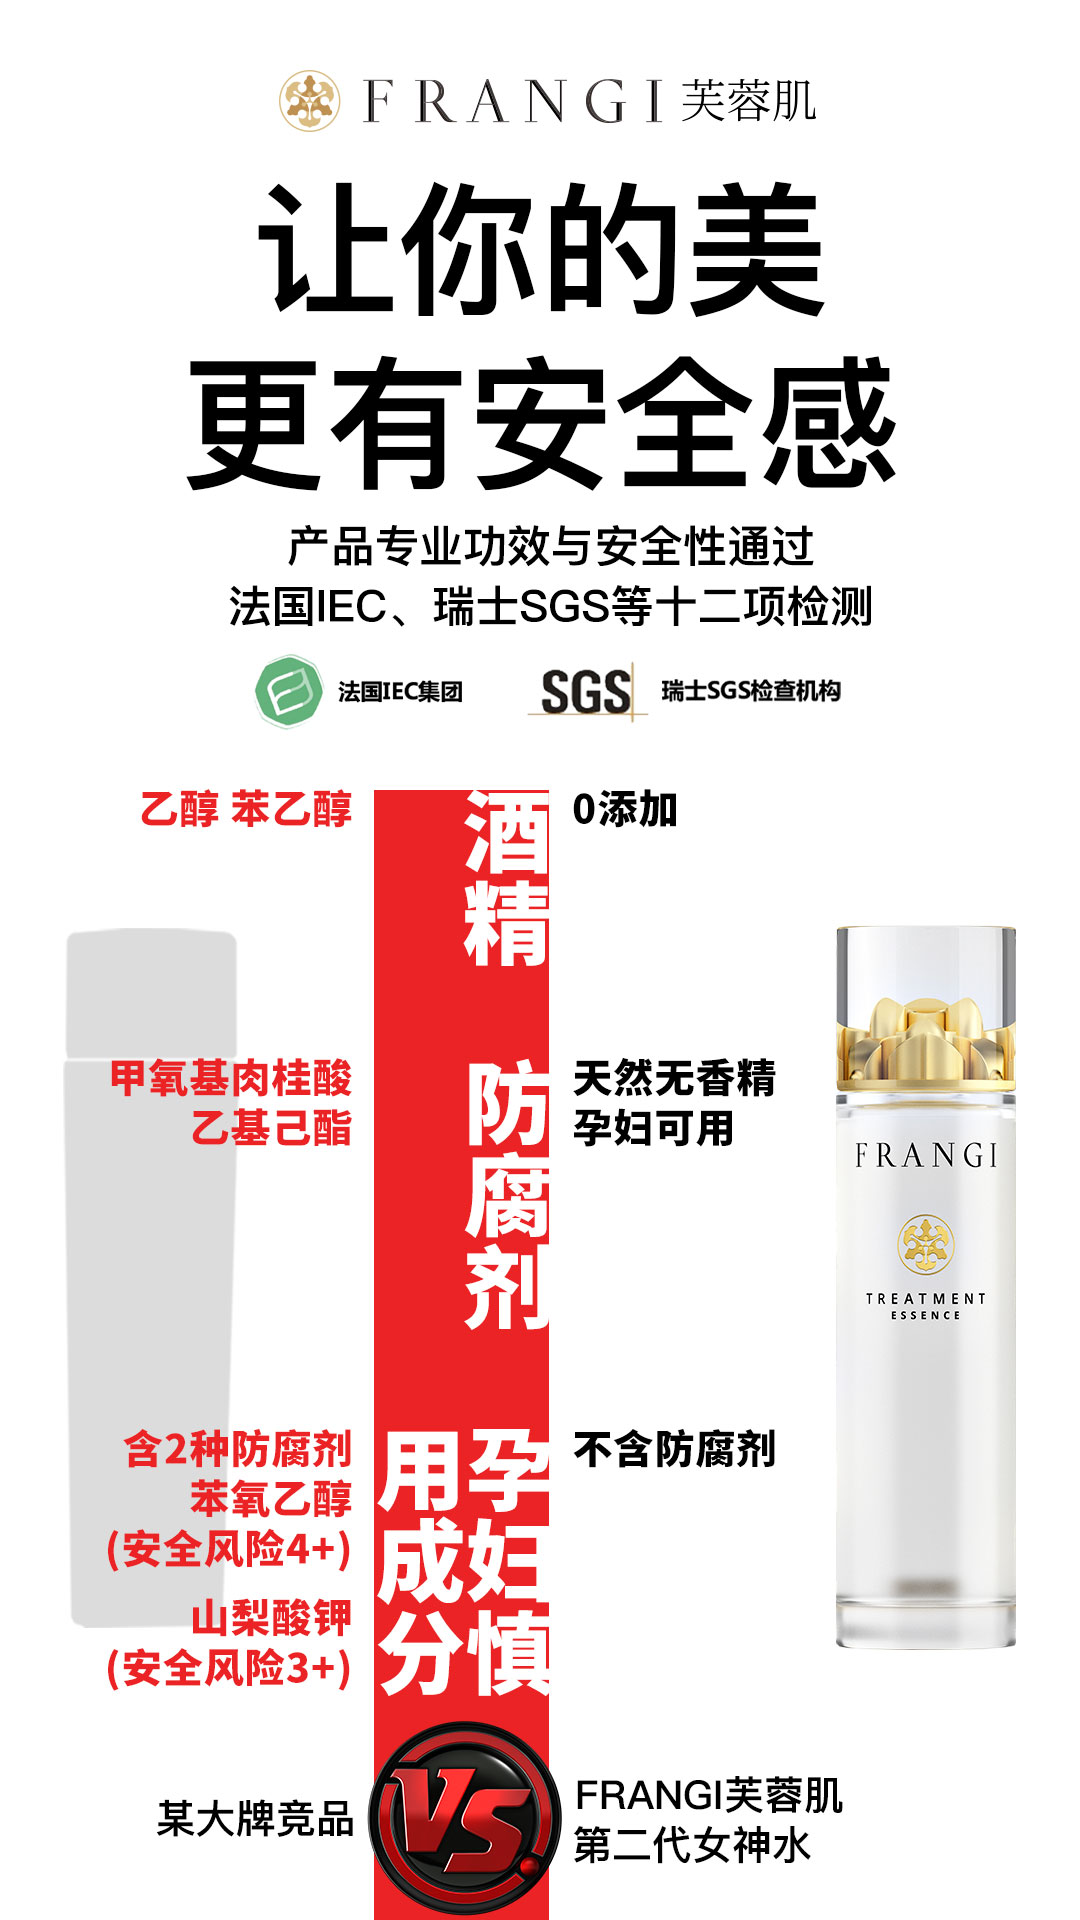 FRANGI芙蓉肌
让你的美
更有安全感
产品专业功效与安全性通过
法国IEC、瑞士SGS等十二项检测
法国IEC集团
SGS 瑞士SGS检查机构
乙醇 苯乙醇
酒精
0添加
甲氧基肉桂酸
乙基己酯
防腐剂
天然无香精
孕妇可用
含2种防腐剂
苯氧乙醇
(安全风险4+)
山梨酸钾
(安全风险3+)
孕妇慎
用成分
不含防腐剂
FRANGI
TREATMENT
ESSENCE
某大牌竞品
VS
FRANGI芙蓉肌
第二代女神水